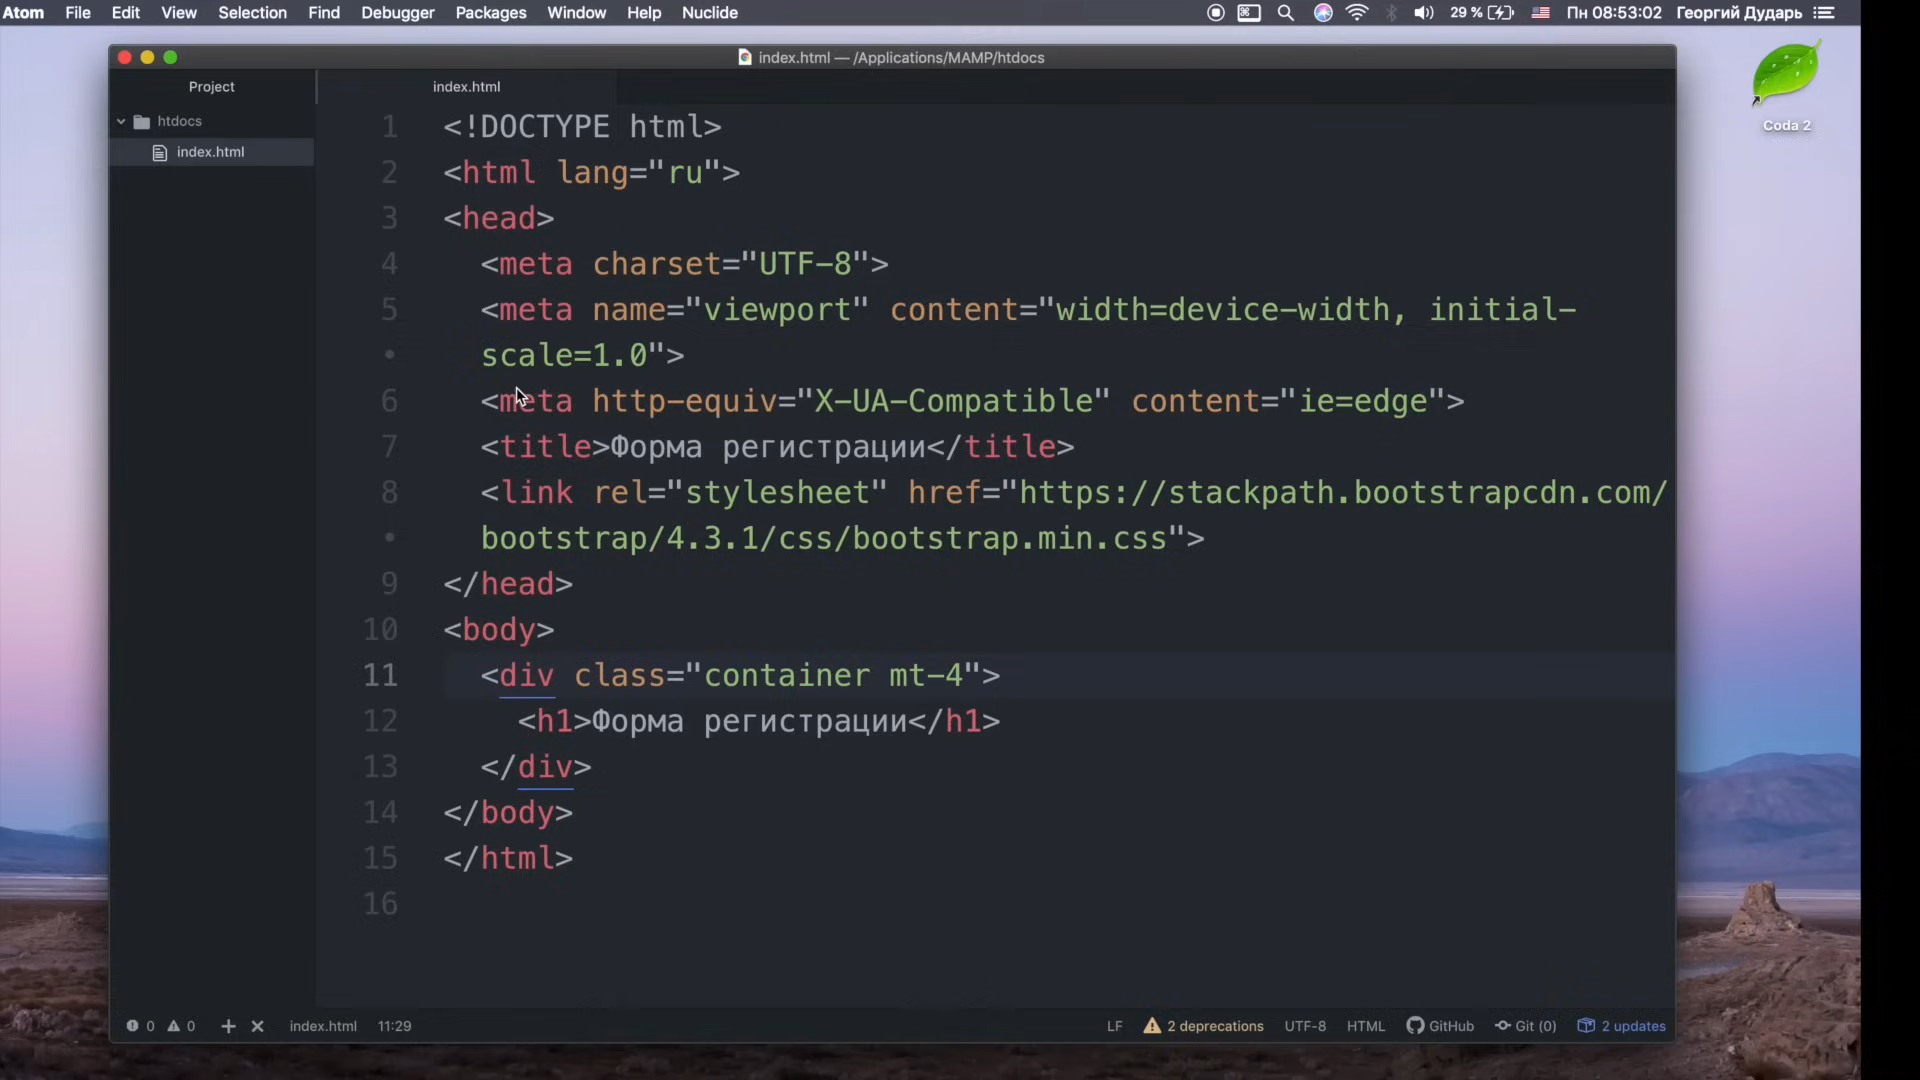 Atom File Edit View Selection Find Debugger Packages Window Help Nuclide 29 % Пн 08:53:02 Георгий Дударь
index.html — /Applications/MAMP/htdocs
Project
index.html
htdocs
index.html
Coda 2
1 <!DOCTYPE html>
2 <html lang="ru">
3 <head>
4 <meta charset="UTF-8">
5 <meta name="viewport" content="width=device-width, initial-
• scale=1.0">
6 <meta http-equiv="X-UA-Compatible" content="ie=edge">
7 <title>Форма регистрации</title>
8 <link rel="stylesheet" href="https://stackpath.bootstrapcdn.com/
• bootstrap/4.3.1/css/bootstrap.min.css">
9 </head>
10 <body>
11 <div class="container mt-4">
12 <h1>Форма регистрации</h1>
13 </div>
14 </body>
15 </html>
16
0 0 + × index.html 11:29 LF 2 deprecations UTF-8 HTML GitHub Git (0) 2 updates